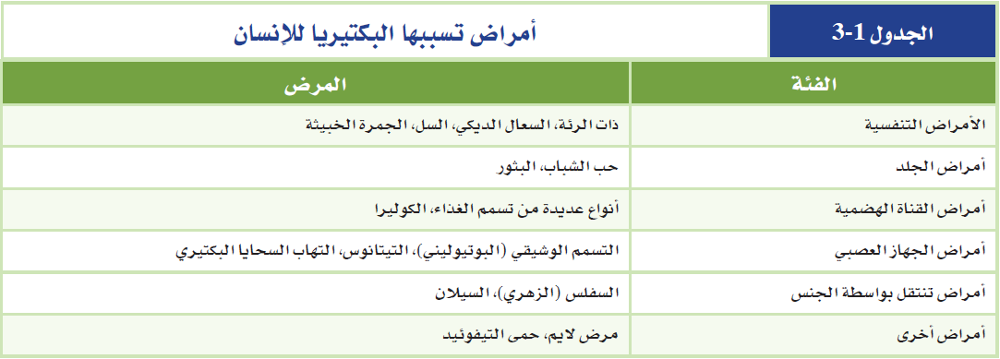 الجدول 1-3 أمراض تسببها البكتيريا للإنسان
الفئة المرض
الأمراض التنفسية ذات الرئة، السعال الديكي، السل، الجمرة الخبيثة
أمراض الجلد حب الشباب، البثور
أمراض القناة الهضمية أنواع عديدة من تسمم الغذاء، الكوليرا
أمراض الجهاز العصبي التسمم الوشيقي (البوتيوليني)، التيتانوس، التهاب السحايا البكتيري
أمراض تنتقل بواسطة الجنس السفلس (الزهري)، السيلان
أمراض أخرى مرض لايم، حمى التيفوئيد